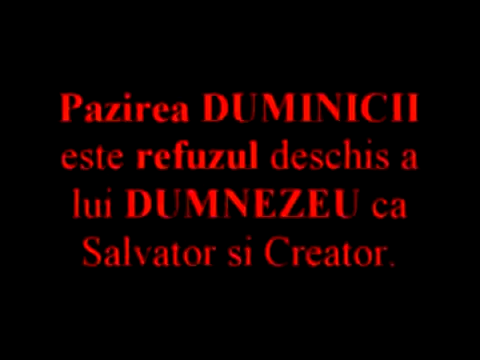 Pazirea DUMINICII
este refuzul deschis a
lui DUMNEZEU ca
Salvator si Creator.